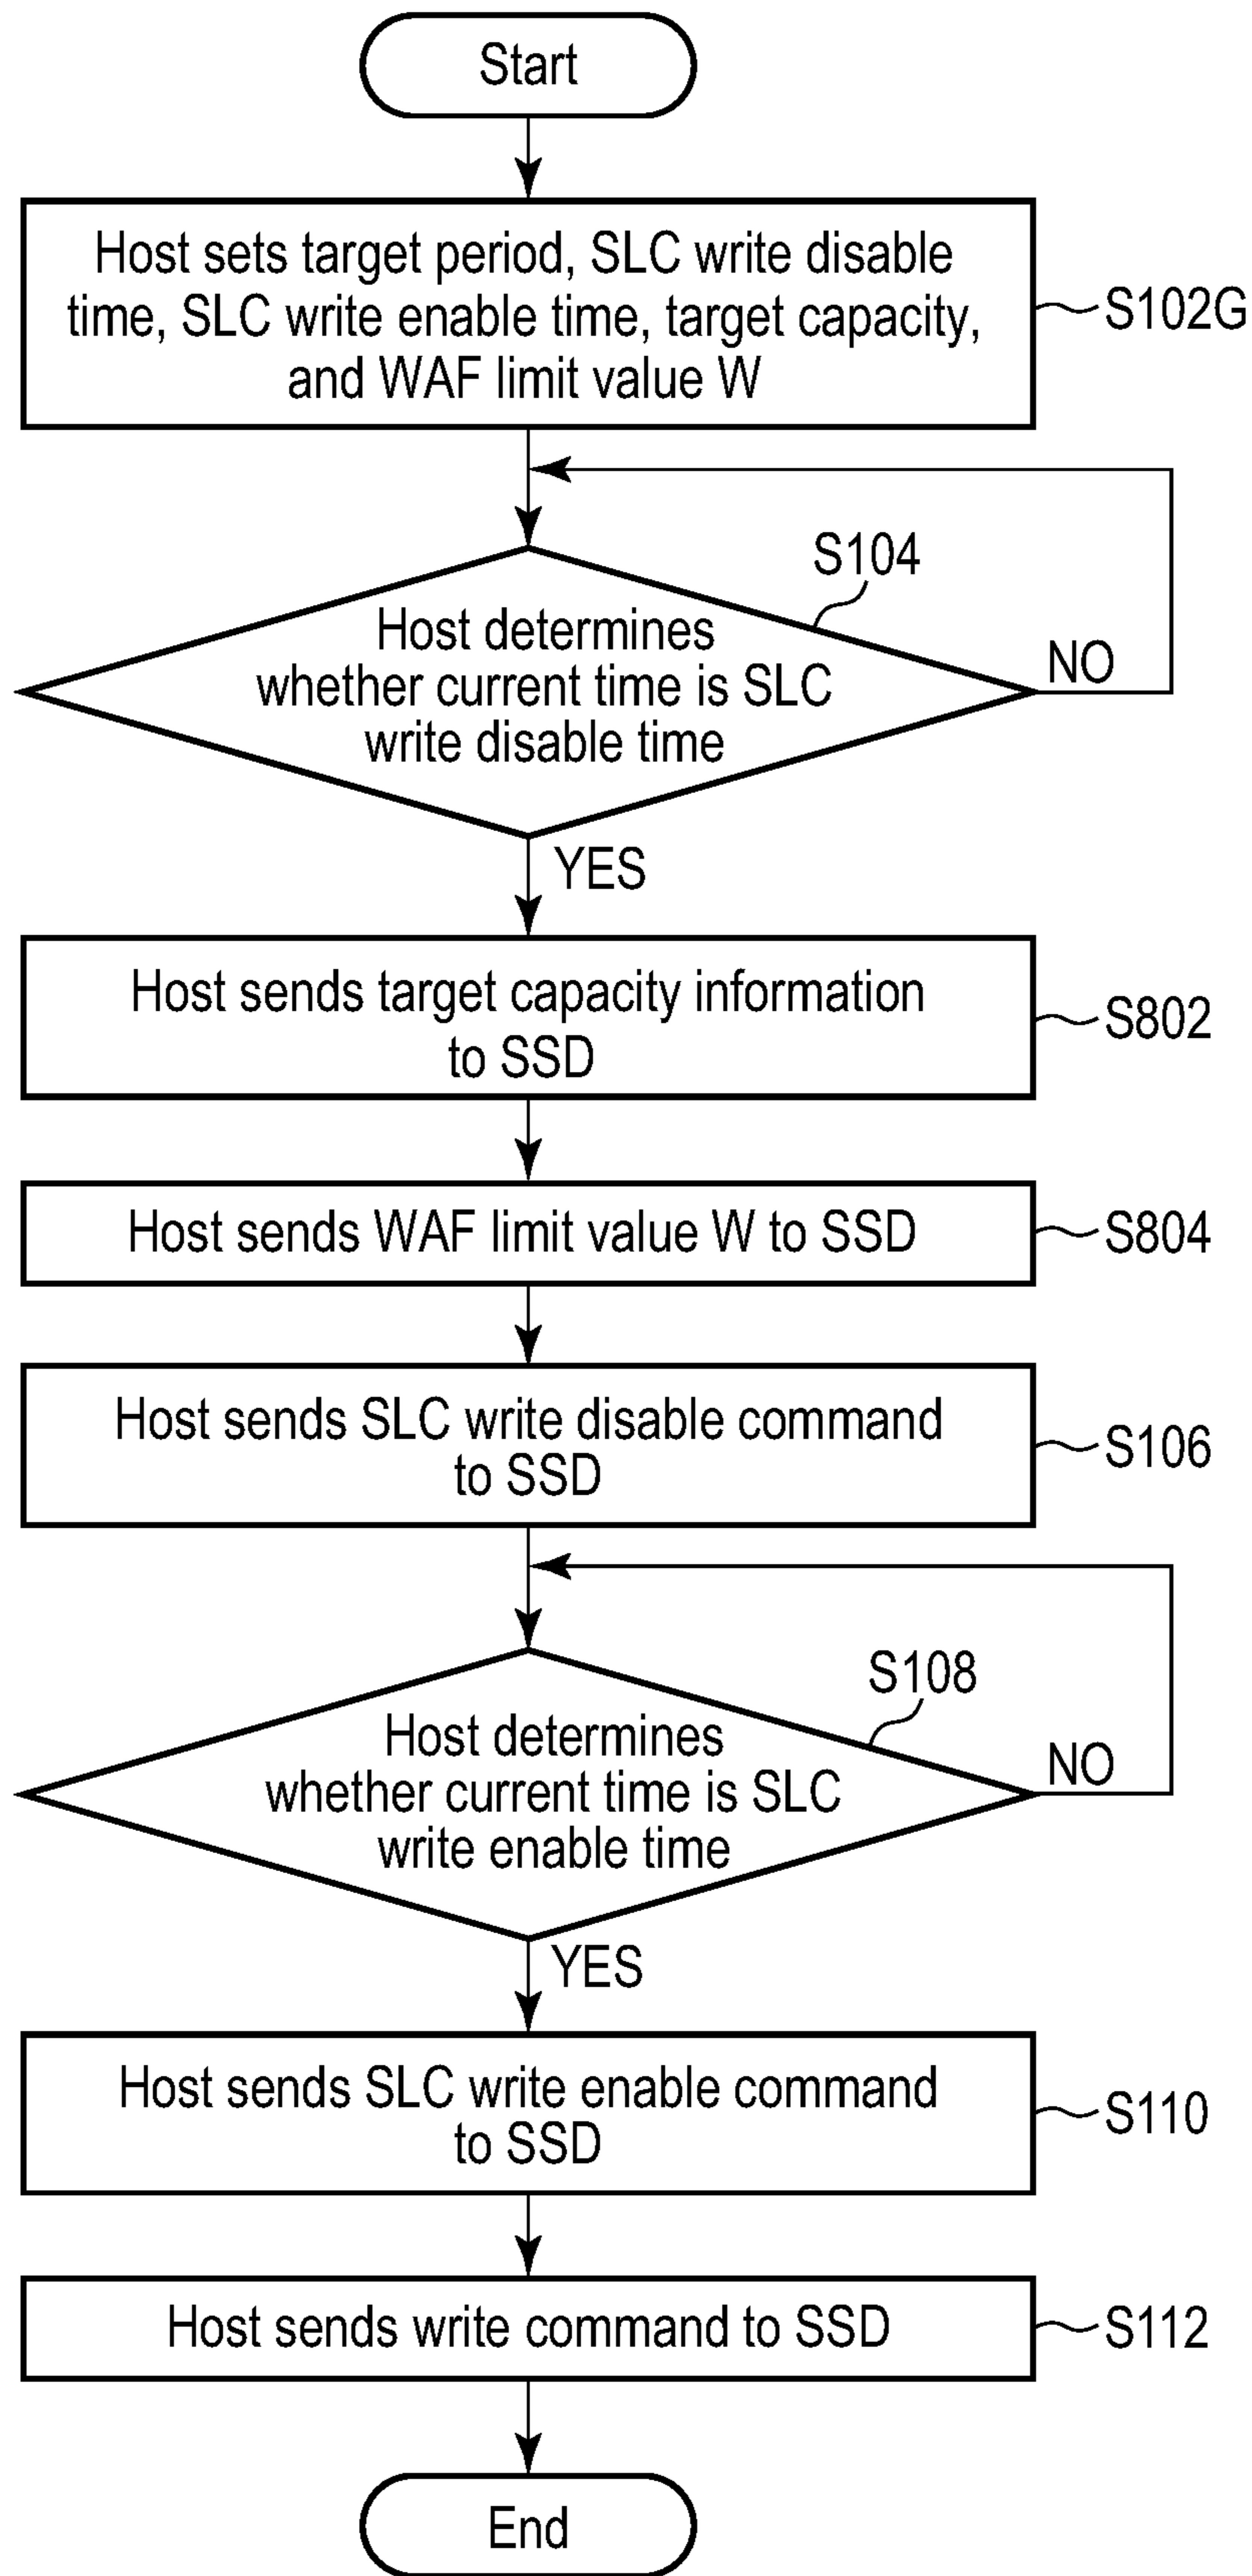 Start
Host sets target period, SLC write disable
time, SLC write enable time, target capacity,
and WAF limit value W
S102G
S104
Host determines
whether current time is SLC
write disable time
NO
YES
Host sends target capacity information
to SSD
S802
Host sends WAF limit value W to SSD
S804
Host sends SLC write disable command
to SSD
S106
S108
Host determines
whether current time is SLC
write enable time
NO
YES
Host sends SLC write enable command
to SSD
S110
Host sends write command to SSD
S112
End